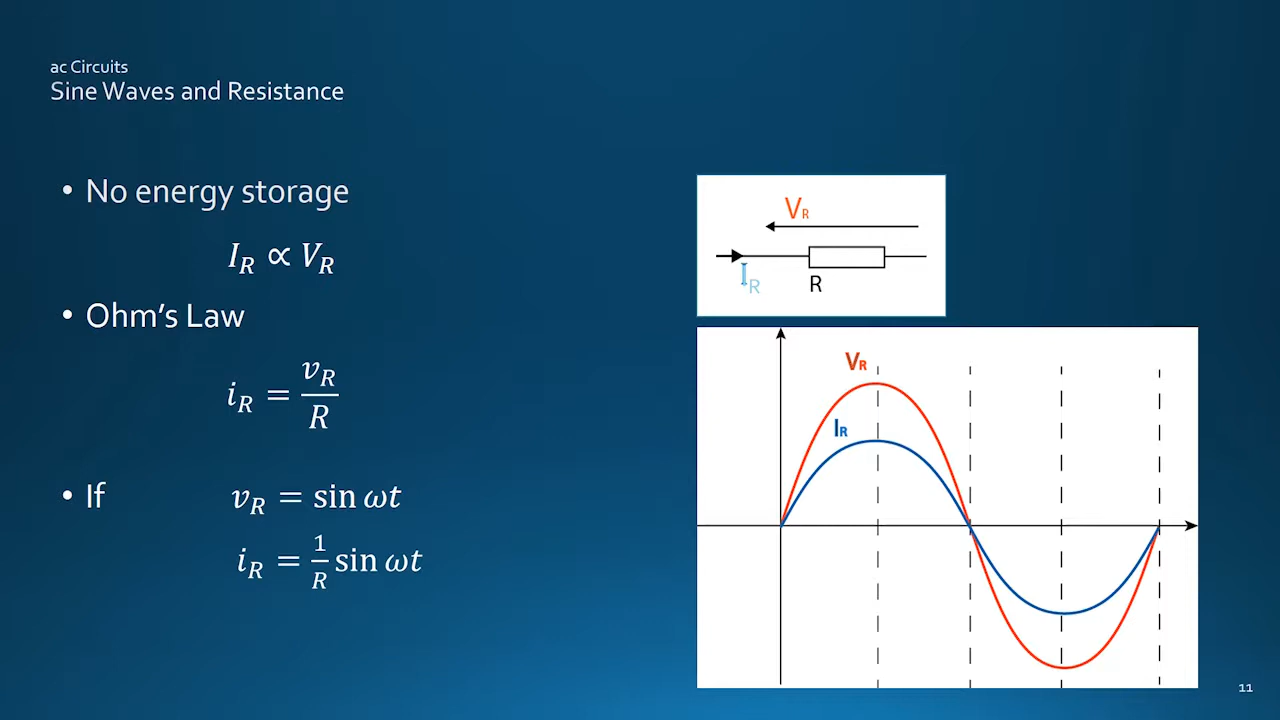 ac Circuits
Sine Waves and Resistance
• No energy storage
I_R ∝ V_R
• Ohm's Law
i_R = v_R / R
• If v_R = sin ωt
i_R = 1/R sin ωt
V_R
I_R
R
V_R
I_R
11